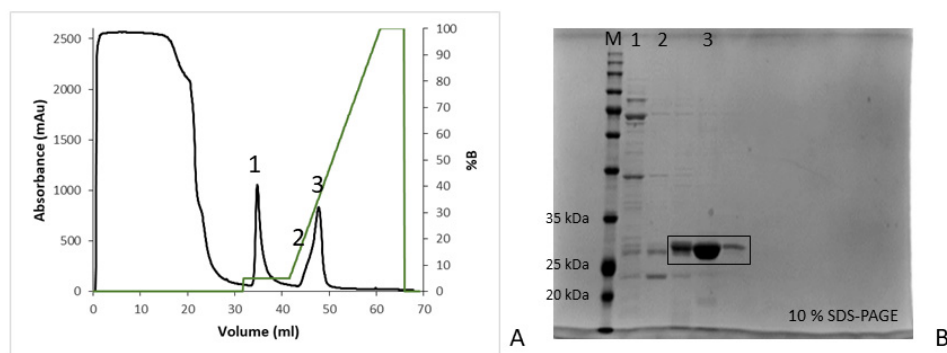 2500
2000
1500
1000
500
0
Absorbance (mAu)
0 10 20 30 40 50 60 70
Volume (ml)
100
90
80
70
60
50
40
30
20
10
0
%B
1
2
3
A
M 1 2 3
35 kDa
25 kDa
20 kDa
10 % SDS-PAGE
B